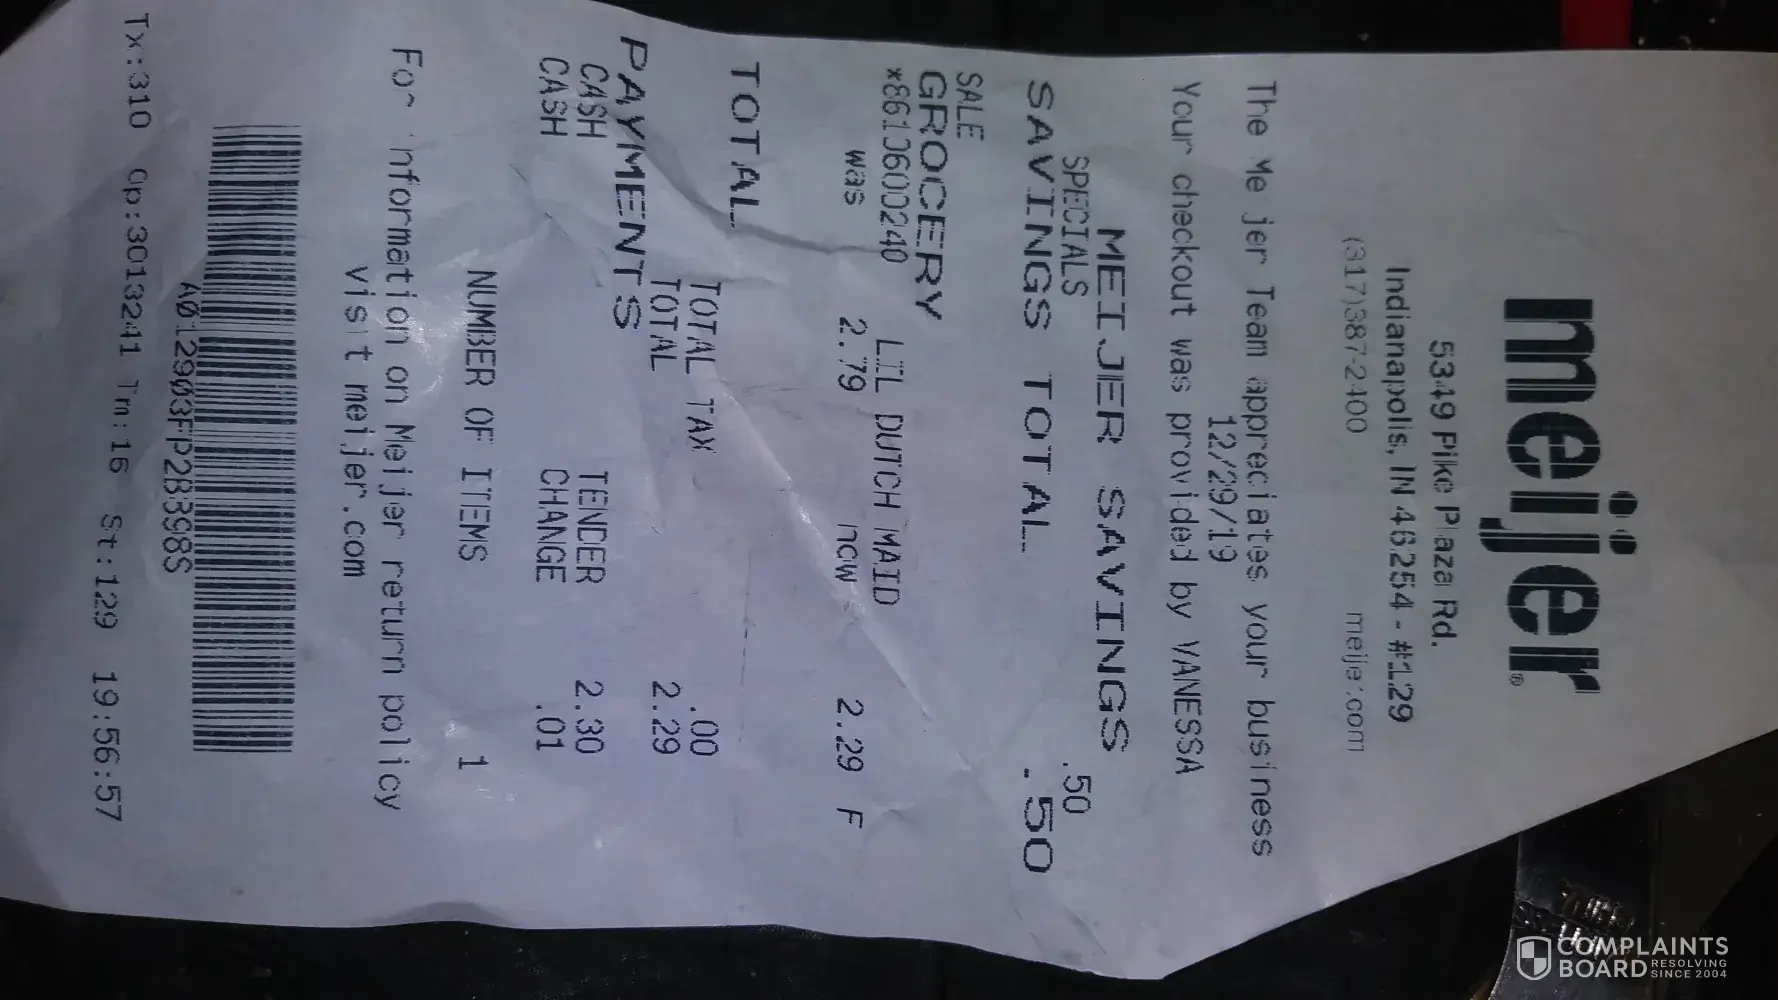 meijer®
5349 Pike Plaza Rd.
Indianapolis, IN 46254 - #129
(317)387-2400 meijer.com
The Meijer Team appreciates your business
12/29/19
Your checkout was provided by VANESSA
MEIJER SAVINGS
SPECIALS .50
SAVINGS TOTAL .50
SALE
GROCERY
*8610600240 LIL DUTCH MAID
was 2.79 now 2.29 F
TOTAL
TOTAL TAX .00
TOTAL 2.29
PAYMENTS
CASH TENDER 2.30
CASH CHANGE .01
NUMBER OF ITEMS 1
For information on Meijer return policy
visit meijer.com
A012903FP2B398S
Tx:310 Op:3013241 Tm:16 St:129 19:56:57
COMPLAINTS
BOARD RESOLVING
SINCE 2004